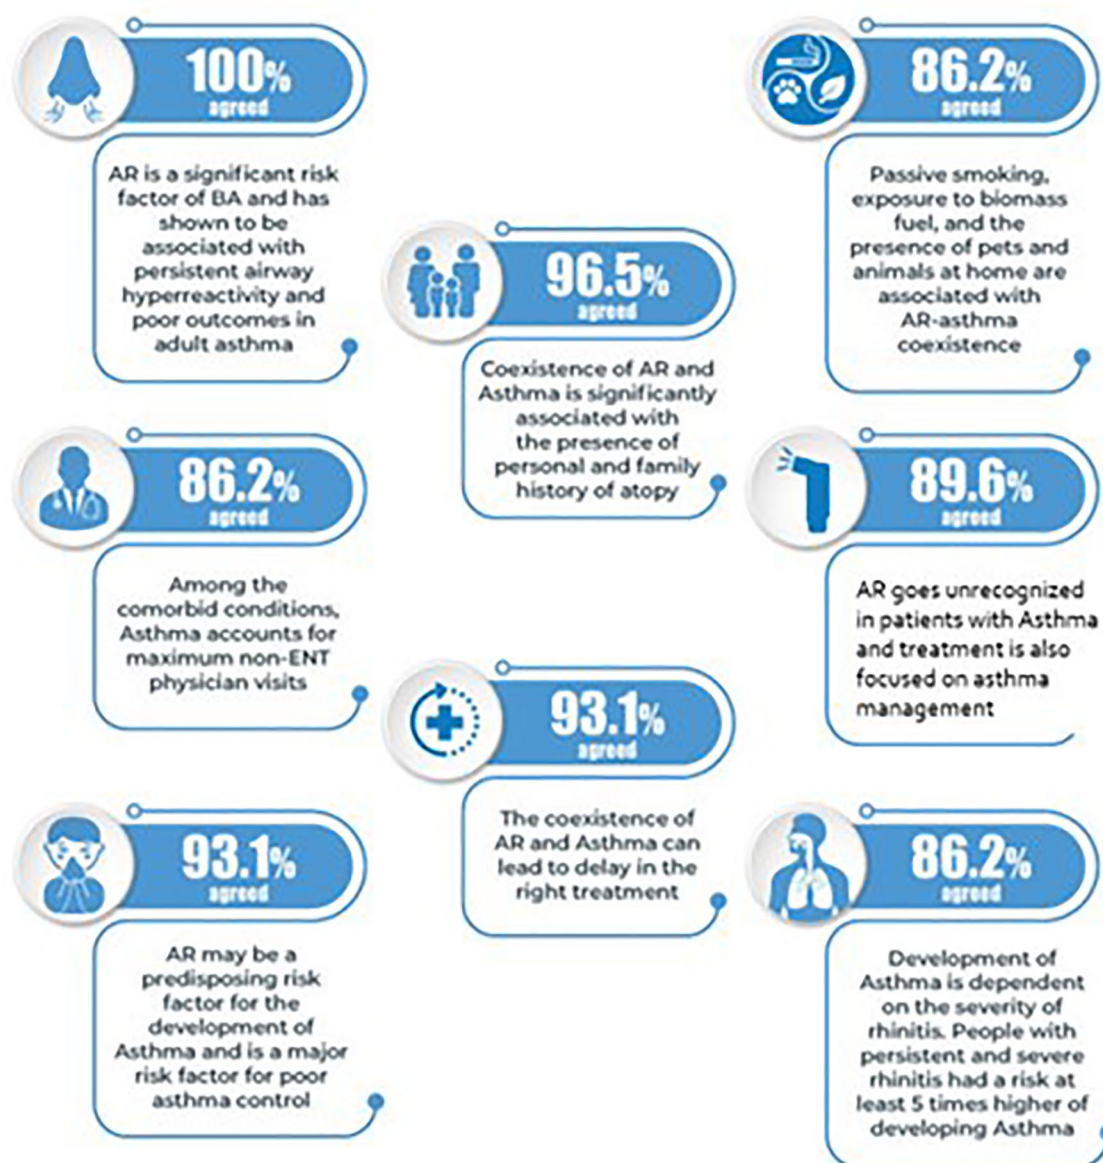 100%
agreed
AR is a significant risk
factor of BA and has
shown to be
associated with
persistent airway
hyperreactivity and
poor outcomes in
adult asthma
86.2%
agreed
Among the
comorbid conditions,
Asthma accounts for
maximum non-ENT
physician visits
93.1%
agreed
AR may be a
predisposing risk
factor for the
development of
Asthma and is a major
risk factor for poor
asthma control
96.5%
agreed
Coexistence of AR and
Asthma is significantly
associated with
the presence of
personal and family
history of atopy
93.1%
agreed
The coexistence of
AR and Asthma can
lead to delay in the
right treatment
86.2%
agreed
Passive smoking,
exposure to biomass
fuel, and the
presence of pets and
animals at home are
associated with
AR-asthma
coexistence
89.6%
agreed
AR goes unrecognized
in patients with Asthma
and treatment is also
focused on asthma
management
86.2%
agreed
Development of
Asthma is dependent
on the severity of
rhinitis. People with
persistent and severe
rhinitis had a risk at
least 5 times higher of
developing Asthma